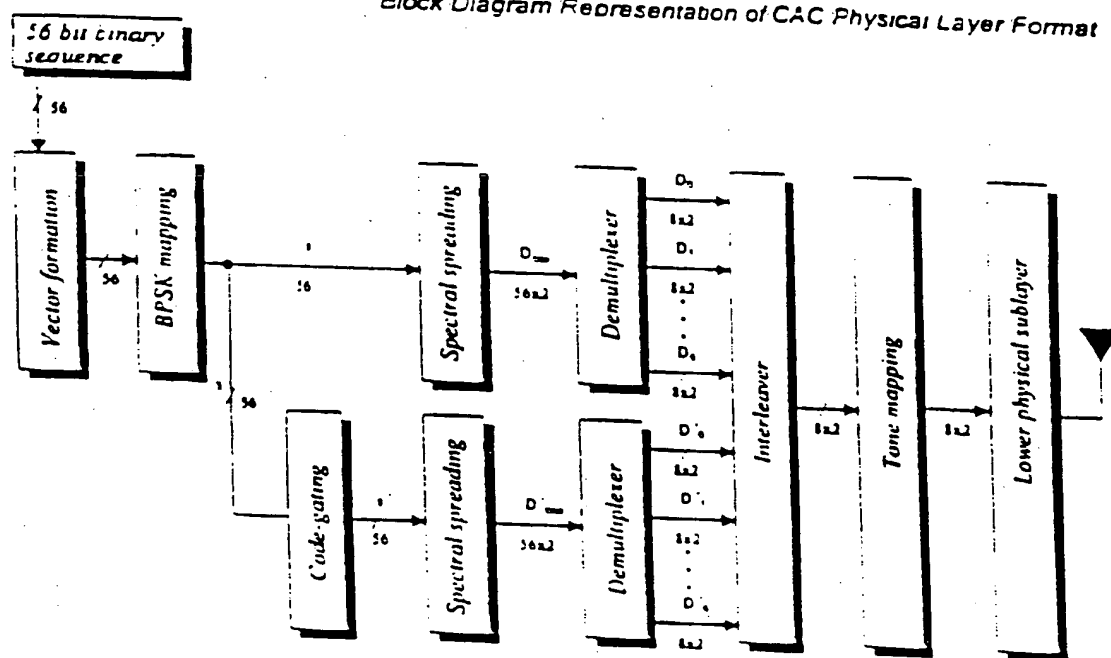 Block Diagram Representation of CAC Physical Layer Format
56 bit binary
sequence
56
Vector formation
56
BPSK mapping
56
Spectral spreading
D
56x2
Demultiplexer
D
8x2
D
8x2
D
8x2
Interleaver
8x2
Tone mapping
8x2
Lower physical sublayer
56
Code-gating
56
Spectral spreading
D
56x2
Demultiplexer
D
8x2
D
8x2
D
8x2